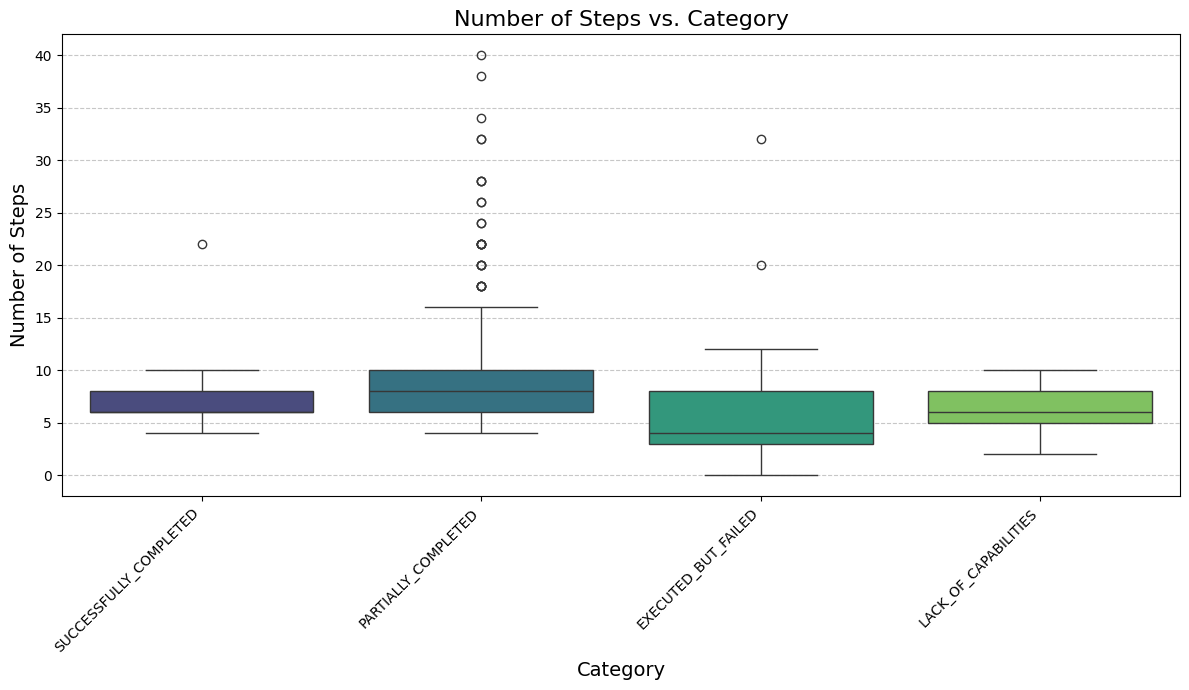 Number of Steps vs. Category
Number of Steps
40
35
30
25
20
15
10
5
0
SUCCESSFULLY_COMPLETED
PARTIALLY_COMPLETED
EXECUTED_BUT_FAILED
LACK_OF_CAPABILITIES
Category